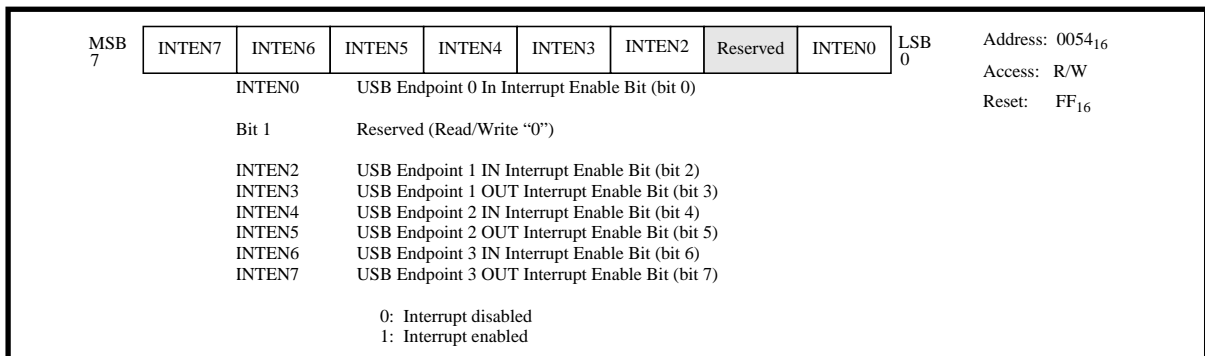 MSB 7 INTEN7 INTEN6 INTEN5 INTEN4 INTEN3 INTEN2 Reserved INTEN0 LSB 0
Address: 0054₁₆
Access: R/W
Reset: FF₁₆
INTEN0 USB Endpoint 0 In Interrupt Enable Bit (bit 0)
Bit 1 Reserved (Read/Write “0”)
INTEN2 USB Endpoint 1 IN Interrupt Enable Bit (bit 2)
INTEN3 USB Endpoint 1 OUT Interrupt Enable Bit (bit 3)
INTEN4 USB Endpoint 2 IN Interrupt Enable Bit (bit 4)
INTEN5 USB Endpoint 2 OUT Interrupt Enable Bit (bit 5)
INTEN6 USB Endpoint 3 IN Interrupt Enable Bit (bit 6)
INTEN7 USB Endpoint 3 OUT Interrupt Enable Bit (bit 7)
0: Interrupt disabled
1: Interrupt enabled